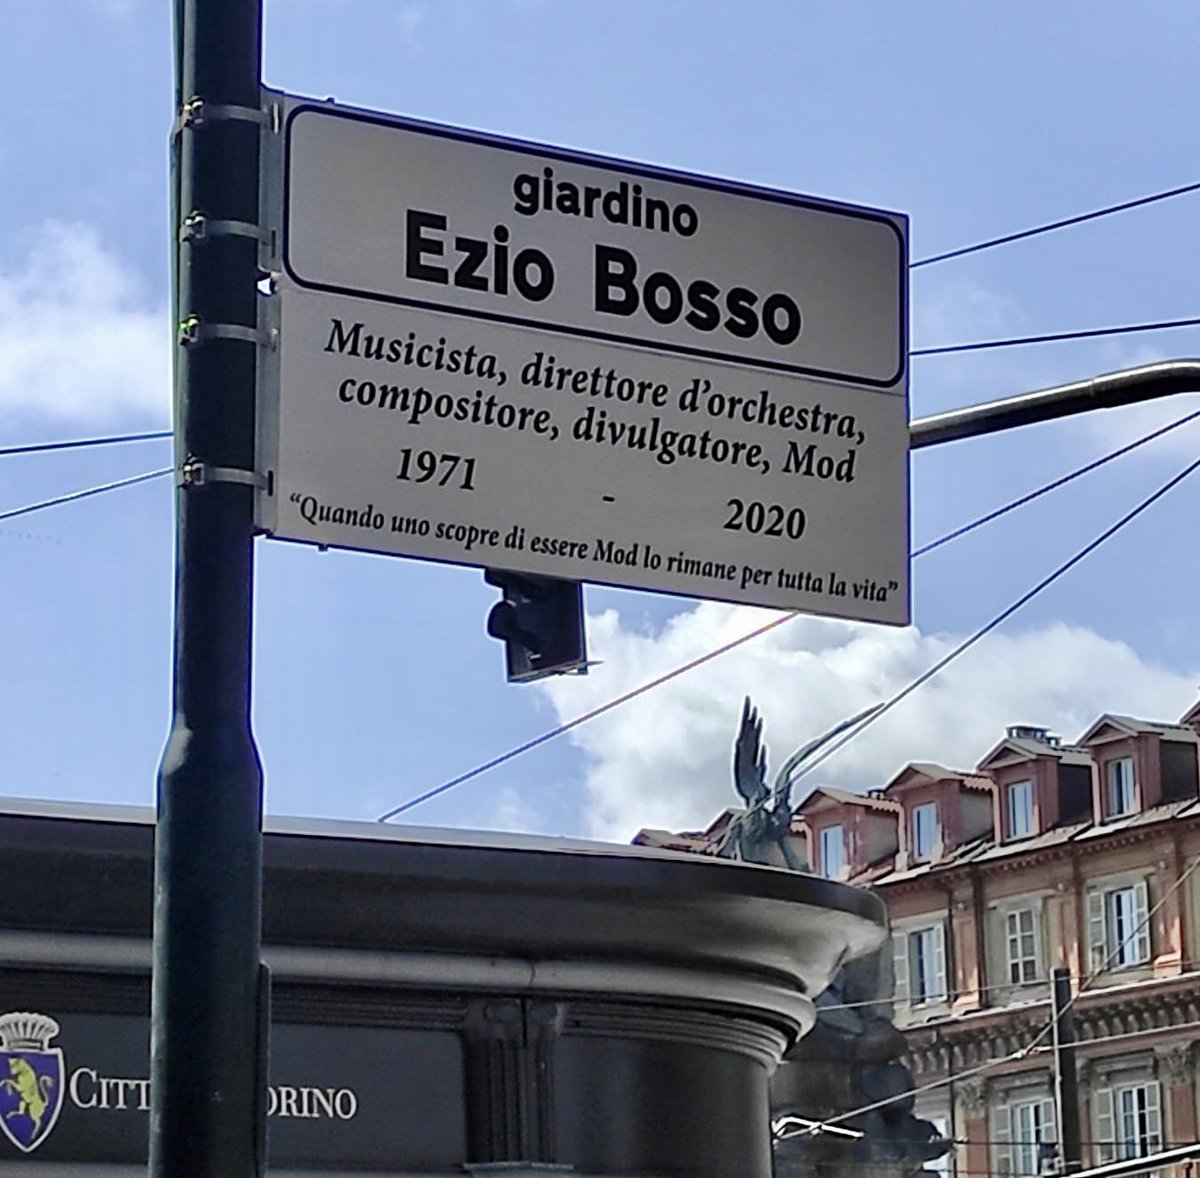 giardino
Ezio Bosso
Musicista, direttore d'orchestra,
compositore, divulgatore, Mod
1971 - 2020
“Quando uno scopre di essere Mod lo rimane per tutta la vita”